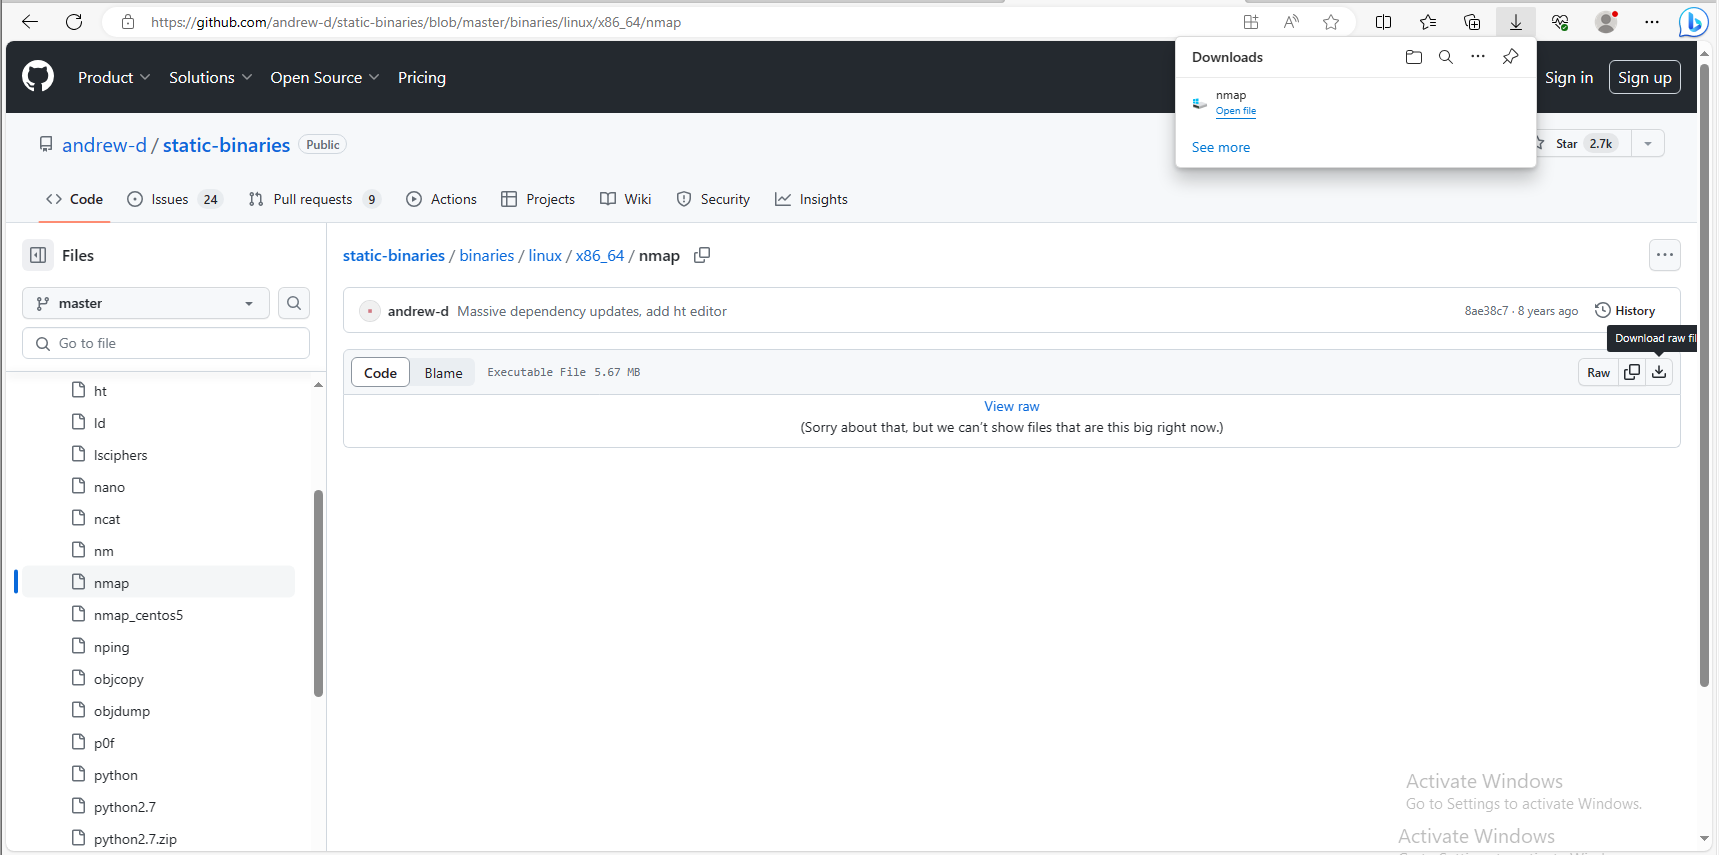 https://github.com/andrew-d/static-binaries/blob/master/binaries/linux/x86_64/nmap
Downloads
nmap
Open file
See more
Product
Solutions
Open Source
Pricing
Sign in
Sign up
andrew-d / static-binaries
Public
Star 2.7k
Code
Issues 24
Pull requests 9
Actions
Projects
Wiki
Security
Insights
Files
static-binaries / binaries / linux / x86_64 / nmap
master
Go to file
andrew-d Massive dependency updates, add ht editor
8ae38c7 · 8 years ago
History
Download raw fil
Code
Blame
Executable File 5.67 MB
Raw
View raw
(Sorry about that, but we can't show files that are this big right now.)
ht
ld
lsciphers
nano
ncat
nm
nmap
nmap_centos5
nping
objcopy
objdump
p0f
python
python2.7
python2.7.zip
Activate Windows
Go to Settings to activate Windows.
Activate Windows